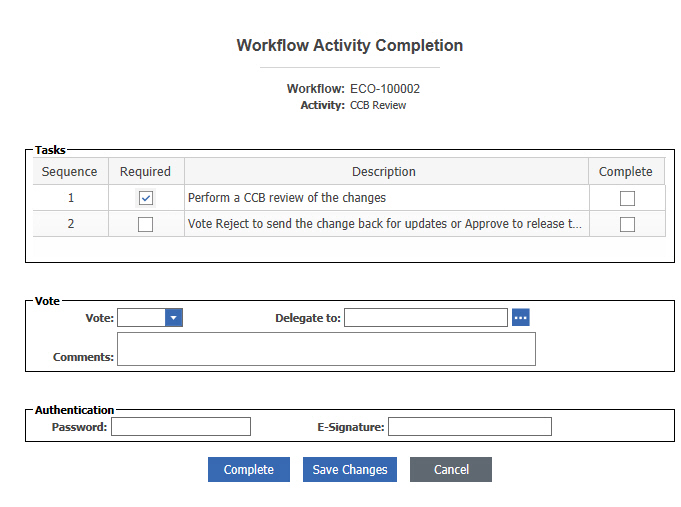 Workflow Activity Completion
Workflow: ECO-100002
Activity: CCB Review
Tasks
Sequence Required Description Complete
1 Perform a CCB review of the changes
2 Vote Reject to send the change back for updates or Approve to release t...
Vote
Vote: Delegate to: ...
Comments:
Authentication
Password: E-Signature:
Complete Save Changes Cancel